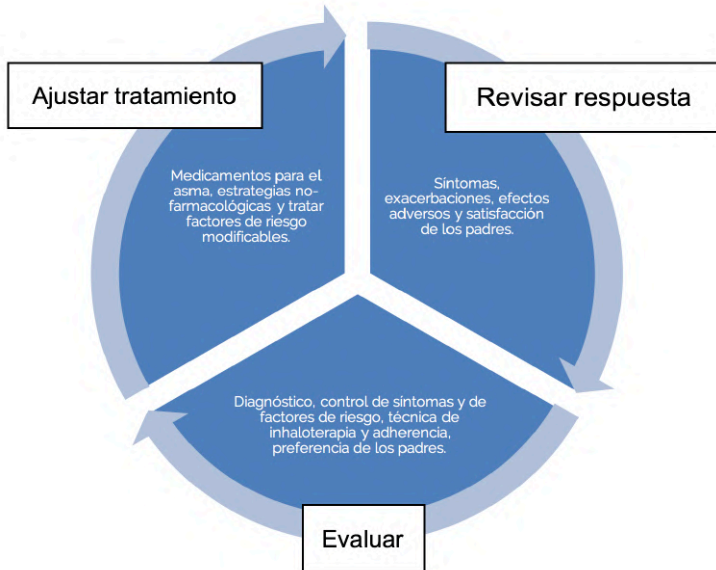 Ajustar tratamiento
Revisar respuesta
Medicamentos para el
asma, estrategias no-
farmacológicas y tratar
factores de riesgo
modificables.
Síntomas,
exacerbaciones, efectos
adversos y satisfacción
de los padres.
Diagnóstico, control de síntomas y de
factores de riesgo, técnica de
inhaloterapia y adherencia,
preferencia de los padres.
Evaluar